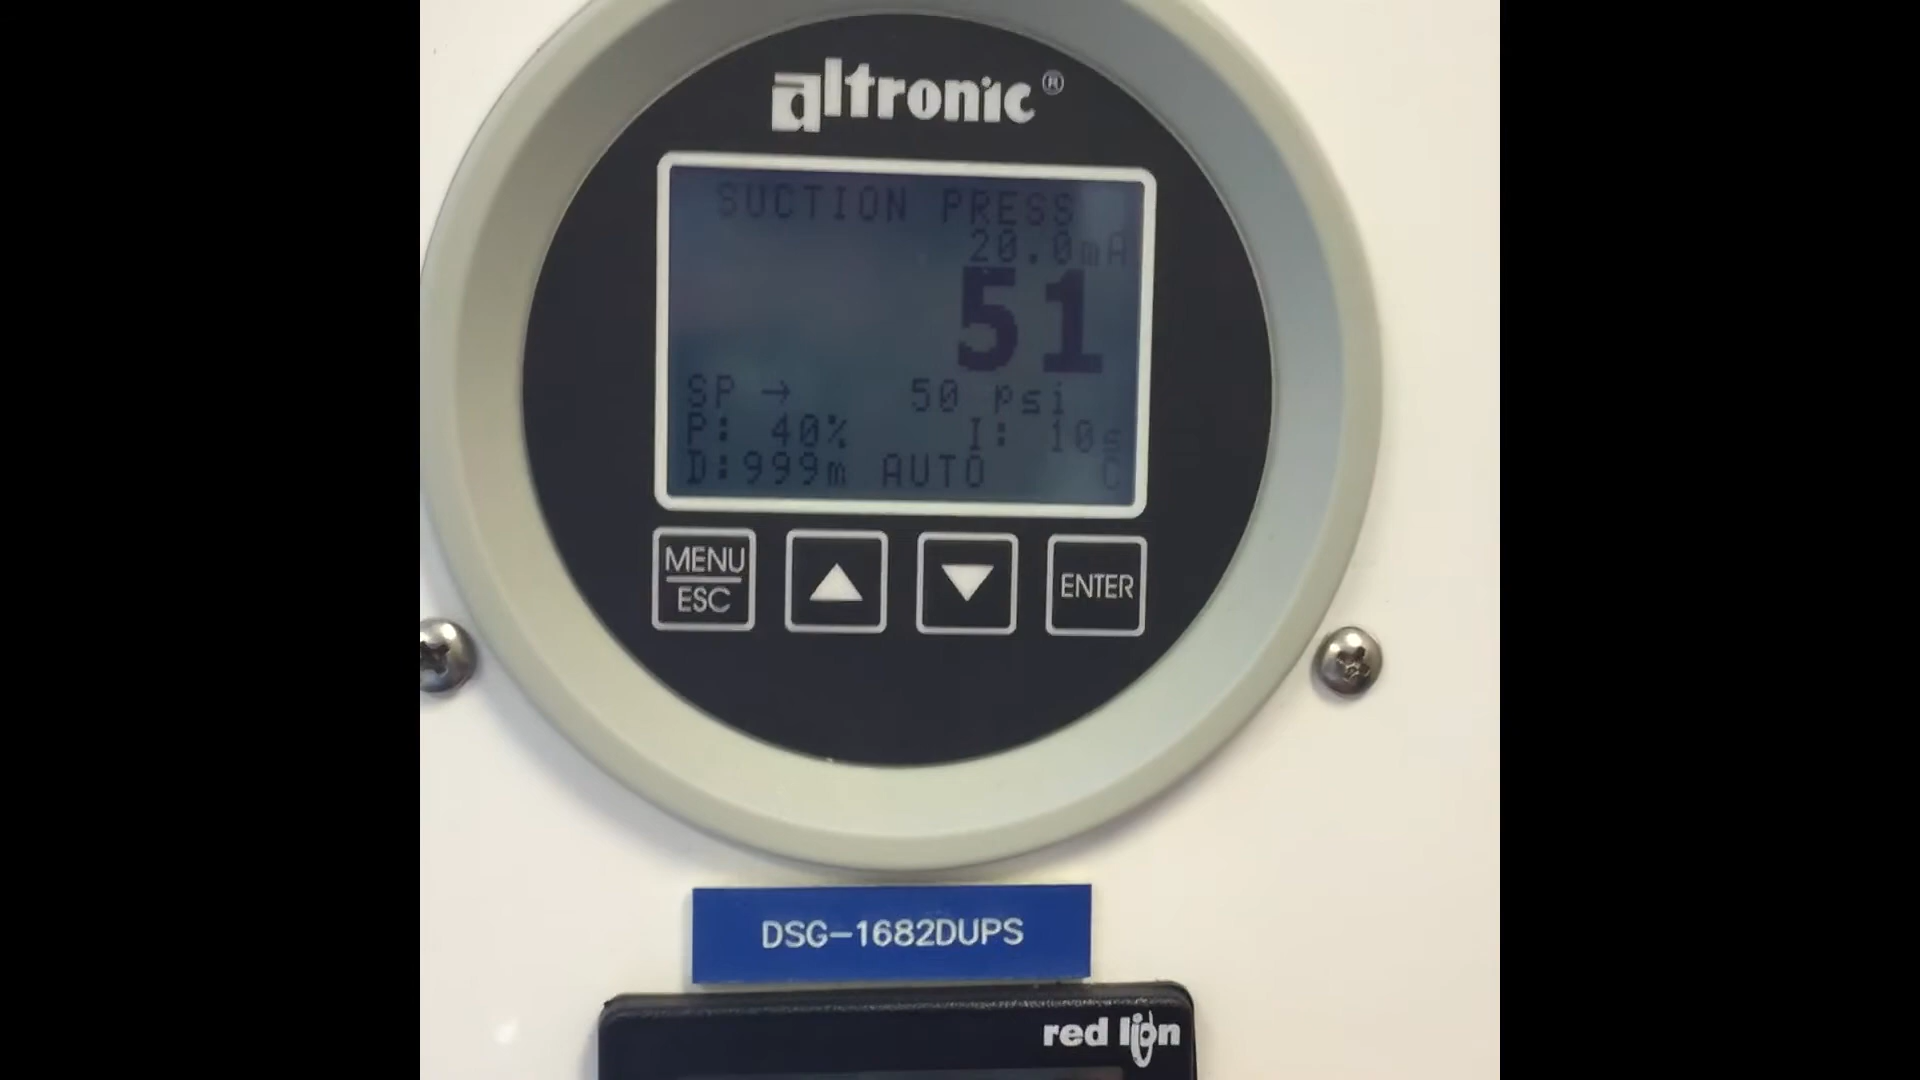 altronic®
SUCTION PRESS
20.0mA
51
SP → 50 psi
P: 40% I: 10s
D:999m AUTO C
MENU
ESC
ENTER
DSG-1682DUPS
red lion